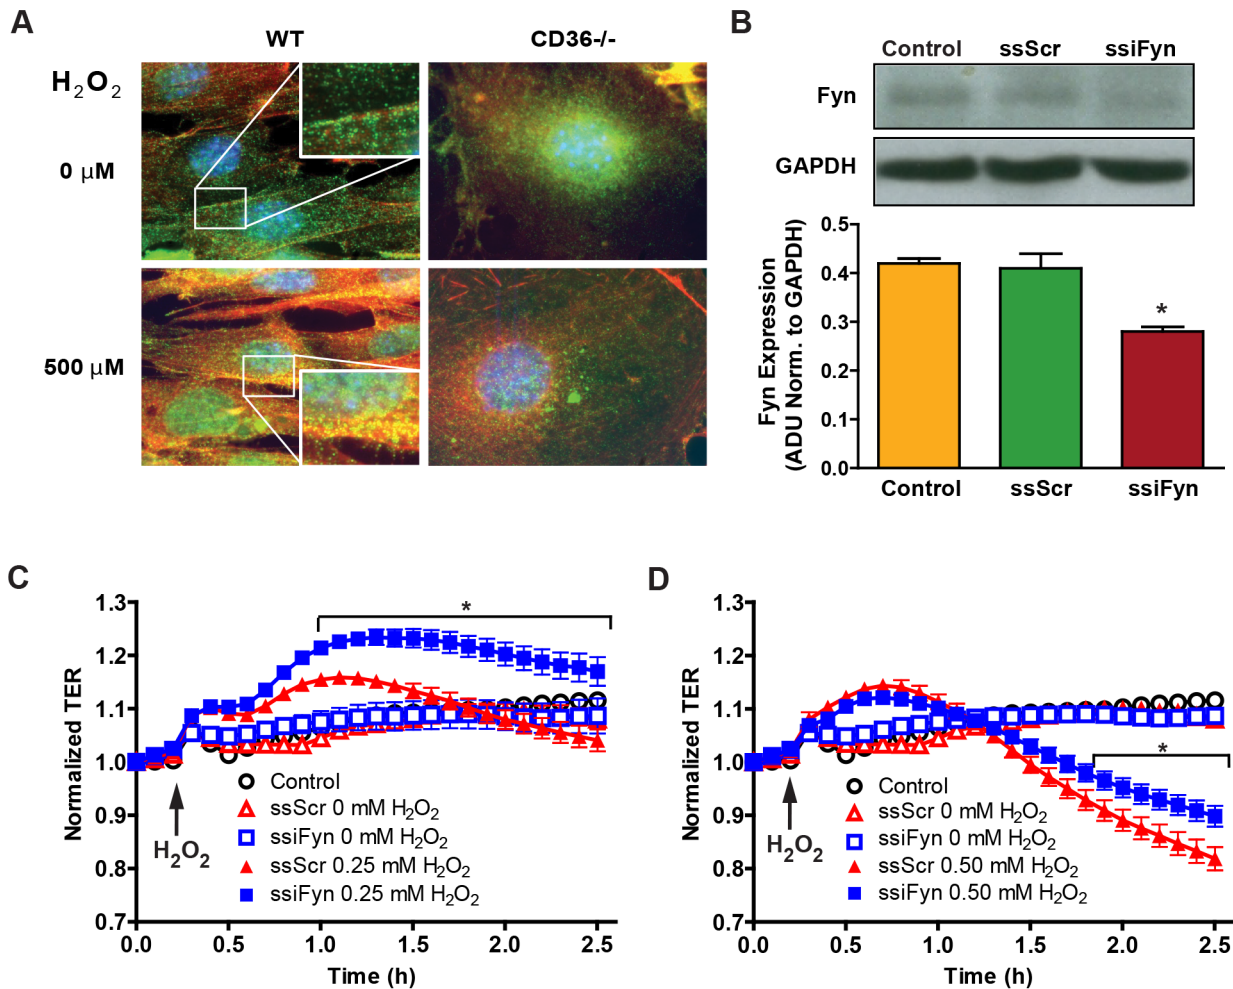 A
WT
CD36-/-
H₂O₂
0 μM
500 μM
B
Control ssScr ssiFyn
Fyn
GAPDH
Fyn Expression
(ADU Norm. to GAPDH)
0.5
0.4
0.3
0.2
0.1
0.0
*
Control ssScr ssiFyn
C
Normalized TER
1.3
1.2
1.1
1.0
0.9
0.8
0.7
*
H₂O₂
Control
ssScr 0 mM H₂O₂
ssiFyn 0 mM H₂O₂
ssScr 0.25 mM H₂O₂
ssiFyn 0.25 mM H₂O₂
0.0 0.5 1.0 1.5 2.0 2.5
Time (h)
D
Normalized TER
1.3
1.2
1.1
1.0
0.9
0.8
0.7
*
H₂O₂
Control
ssScr 0 mM H₂O₂
ssiFyn 0 mM H₂O₂
ssScr 0.50 mM H₂O₂
ssiFyn 0.50 mM H₂O₂
0.0 0.5 1.0 1.5 2.0 2.5
Time (h)